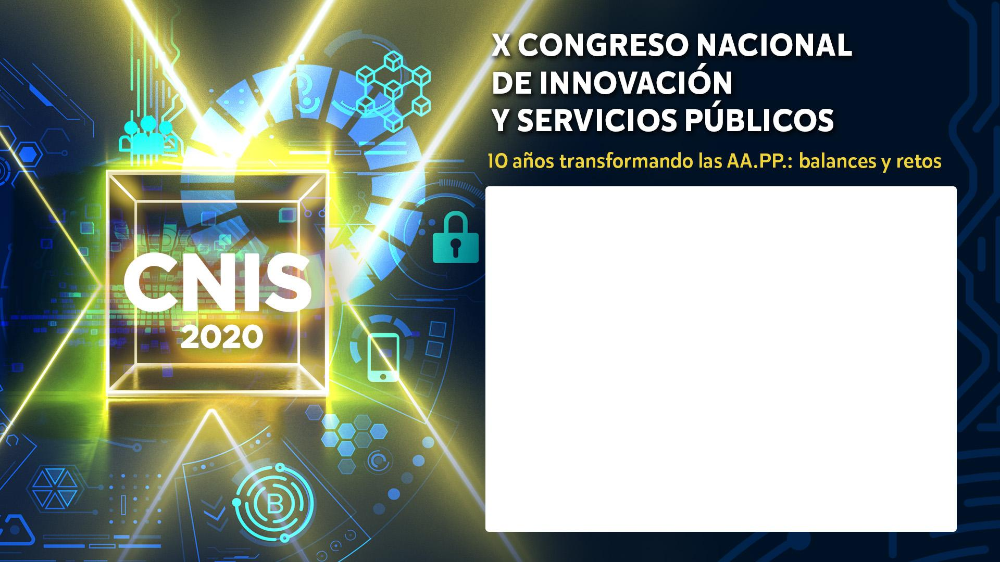 X CONGRESO NACIONAL
DE INNOVACIÓN
Y SERVICIOS PÚBLICOS
10 años transformando las AA.PP.: balances y retos
CNIS
2020
B